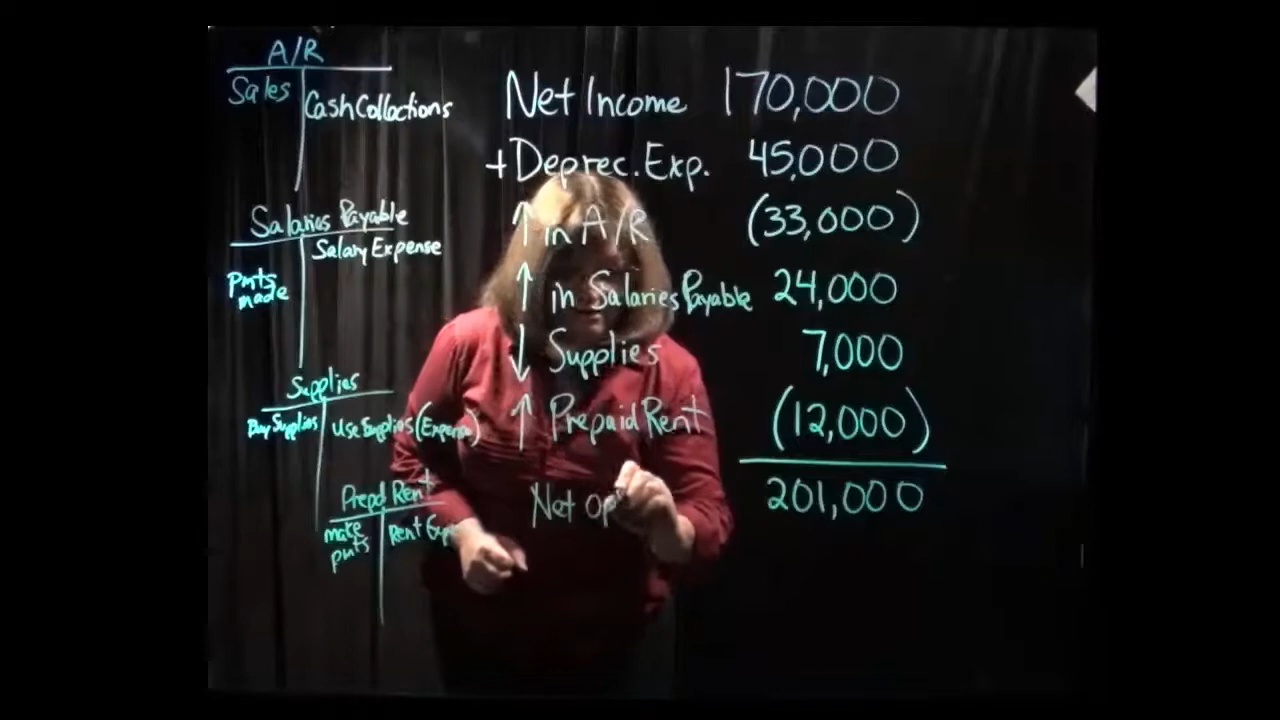 A/R
Sales Cash Collections
Salaries Payable
Salary Expense
Pmts
made
Supplies
Buy Supplies Use Supplies (Expense)
Prepd Rent
make
pmts
Rent Exp
Net Income 170,000
+Deprec. Exp. 45,000
↑ in A/R (33,000)
↑ in Salaries Payable 24,000
↓ Supplies 7,000
↑ Prepaid Rent (12,000)
Net Op 201,000